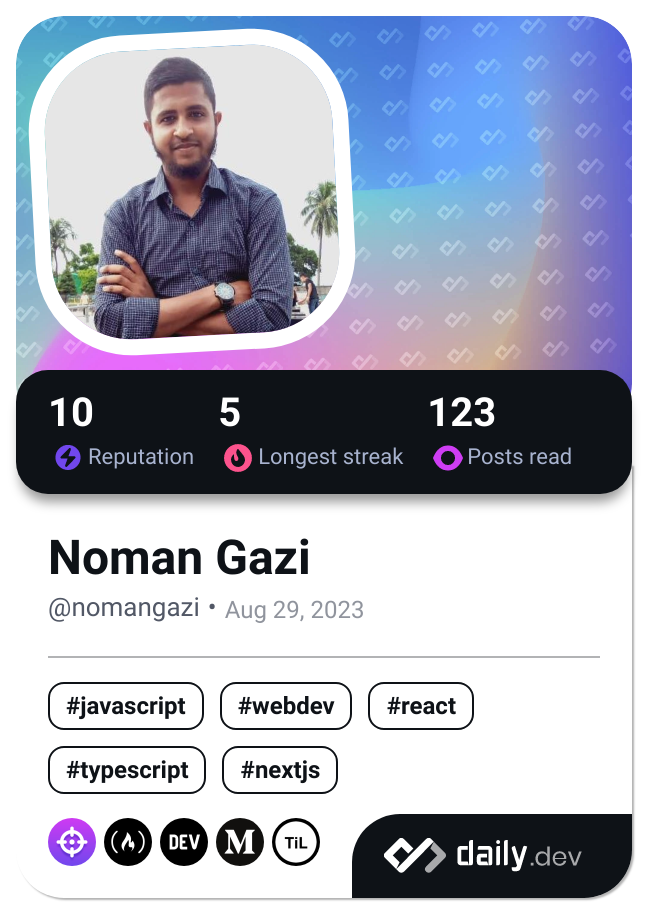 10 5 123
Reputation Longest streak Posts read
Noman Gazi
@nomangazi • Aug 29, 2023
#javascript #webdev #react
#typescript #nextjs
DEV M TiL
daily.dev